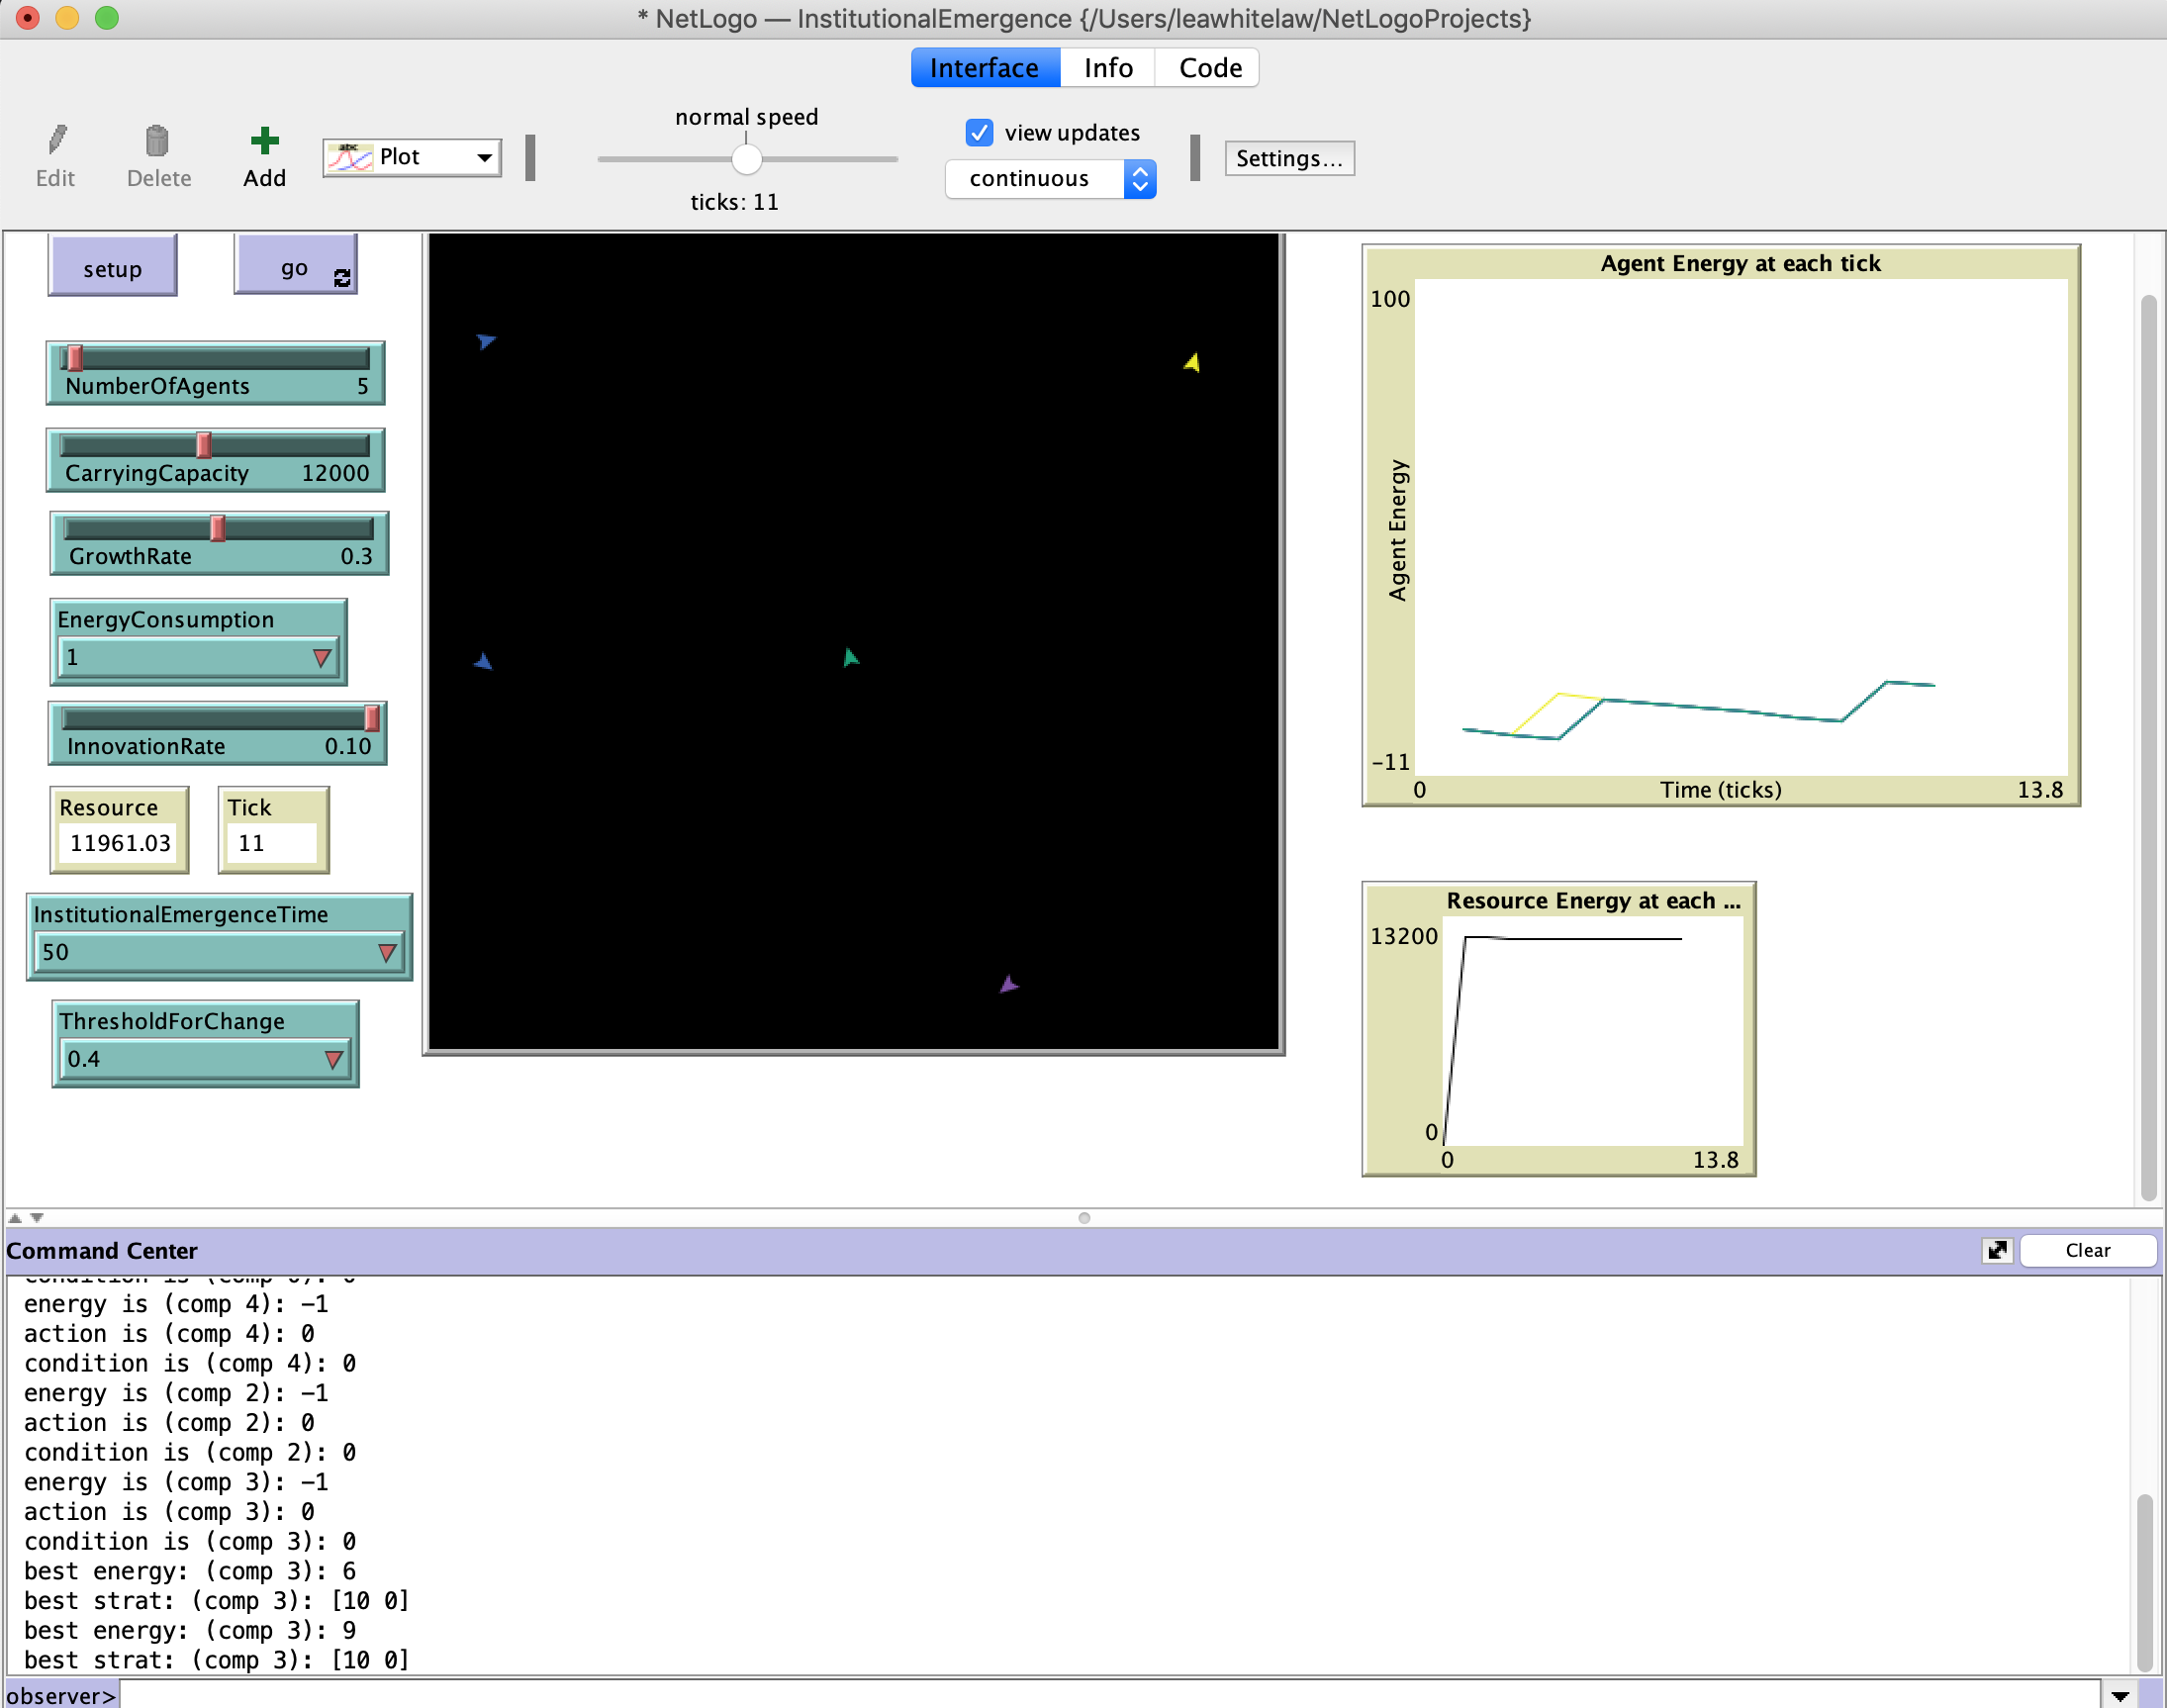 * NetLogo — InstitutionalEmergence {/Users/leawhitelaw/NetLogoProjects}
Interface Info Code
Edit Delete Add
abc Plot
normal speed
ticks: 11
view updates
continuous
Settings...
setup go
NumberOfAgents 5
CarryingCapacity 12000
GrowthRate 0.3
EnergyConsumption
1
InnovationRate 0.10
Resource
11961.03
Tick
11
InstitutionalEmergenceTime
50
ThresholdForChange
0.4
Agent Energy at each tick
100
Agent Energy
-11
0 Time (ticks) 13.8
Resource Energy at each ...
13200
0
0 13.8
Command Center
Clear
energy is (comp 4): -1
action is (comp 4): 0
condition is (comp 4): 0
energy is (comp 2): -1
action is (comp 2): 0
condition is (comp 2): 0
energy is (comp 3): -1
action is (comp 3): 0
condition is (comp 3): 0
best energy: (comp 3): 6
best strat: (comp 3): [10 0]
best energy: (comp 3): 9
best strat: (comp 3): [10 0]
observer>